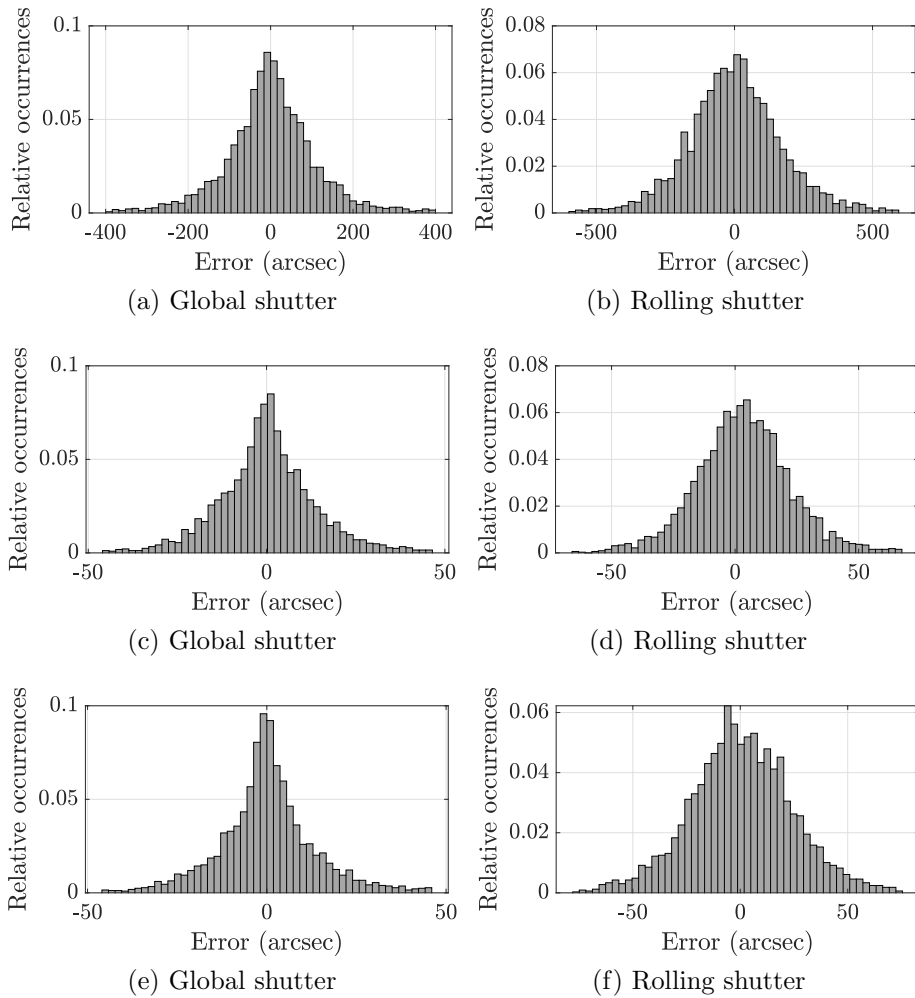 Relative occurrences
0.1
0.05
0
-400
-200
0
200
400
Error (arcsec)
(a) Global shutter
Relative occurrences
0.08
0.06
0.04
0.02
0
-500
0
500
Error (arcsec)
(b) Rolling shutter
Relative occurrences
0.1
0.05
0
-50
0
50
Error (arcsec)
(c) Global shutter
Relative occurrences
0.08
0.06
0.04
0.02
0
-50
0
50
Error (arcsec)
(d) Rolling shutter
Relative occurrences
0.1
0.05
0
-50
0
50
Error (arcsec)
(e) Global shutter
Relative occurrences
0.06
0.04
0.02
0
-50
0
50
Error (arcsec)
(f) Rolling shutter